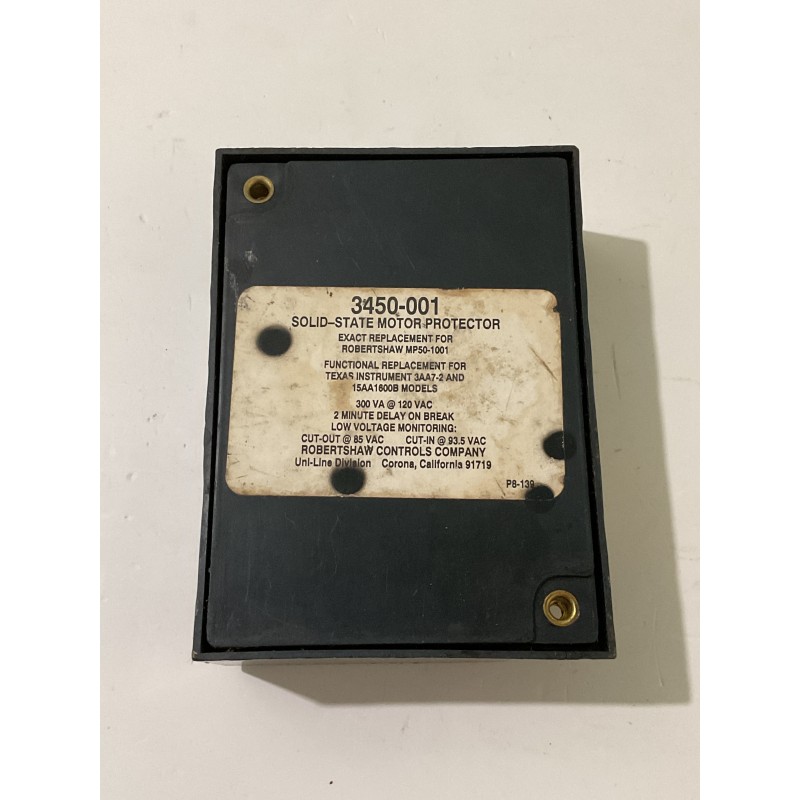 3450-001
SOLID–STATE MOTOR PROTECTOR
EXACT REPLACEMENT FOR
ROBERTSHAW MP50-1001
FUNCTIONAL REPLACEMENT FOR
TEXAS INSTRUMENT 3AA7-2 AND
15AA1600B MODELS
300 VA @ 120 VAC
2 MINUTE DELAY ON BREAK
LOW VOLTAGE MONITORING:
CUT-OUT @ 85 VAC CUT-IN @ 93.5 VAC
ROBERTSHAW CONTROLS COMPANY
Uni-Line Division Corona, California 91719
P8-139